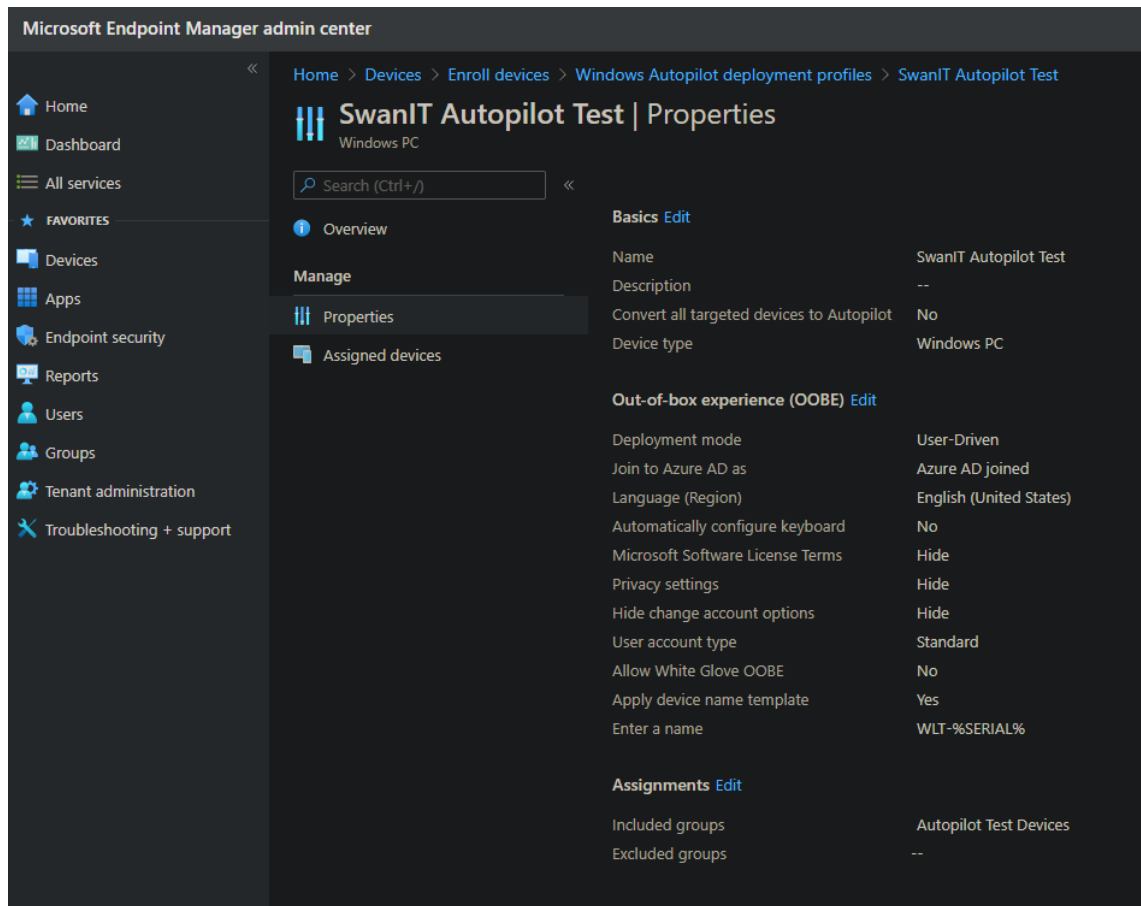 Microsoft Endpoint Manager admin center
«
Home
Dashboard
All services
FAVORITES
Devices
Apps
Endpoint security
Reports
Users
Groups
Tenant administration
Troubleshooting + support
Home > Devices > Enroll devices > Windows Autopilot deployment profiles > SwanIT Autopilot Test
SwanIT Autopilot Test | Properties
Windows PC
Search (Ctrl+/)
«
Overview
Manage
Properties
Assigned devices
Basics Edit
Name SwanIT Autopilot Test
Description --
Convert all targeted devices to Autopilot No
Device type Windows PC
Out-of-box experience (OOBE) Edit
Deployment mode User-Driven
Join to Azure AD as Azure AD joined
Language (Region) English (United States)
Automatically configure keyboard No
Microsoft Software License Terms Hide
Privacy settings Hide
Hide change account options Hide
User account type Standard
Allow White Glove OOBE No
Apply device name template Yes
Enter a name WLT-%SERIAL%
Assignments Edit
Included groups Autopilot Test Devices
Excluded groups --